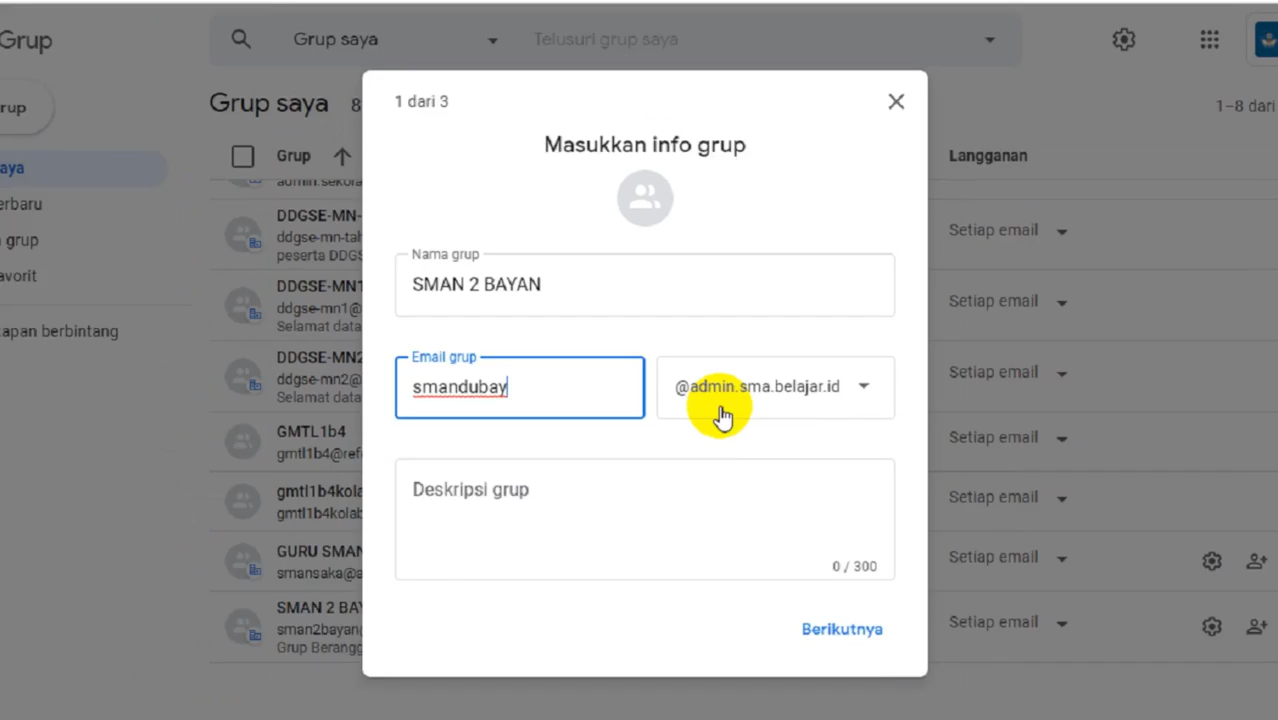 Grup
Grup saya
Telusuri grup saya
rup
Grup saya 8
1–8 dari
aya
erbaru
grup
avorit
apan berbintang
Grup
Langganan
admin.sekola
DDGSE-MN-
ddgse-mn-tah
peserta DDGS
Setiap email
DDGSE-MN1
ddgse-mn1@
Selamat data
Setiap email
DDGSE-MN2
ddgse-mn2@
Selamat data
Setiap email
GMTL1b4
gmtl1b4@ref
Setiap email
gmtl1b4kola
gmtl1b4kolab
Setiap email
GURU SMAN
smansaka@a
Setiap email
SMAN 2 BAY
sman2bayan@
Grup Berangg
Setiap email
1 dari 3
Masukkan info grup
Nama grup
SMAN 2 BAYAN
Email grup
smandubay
@admin.sma.belajar.id
Deskripsi grup
0 / 300
Berikutnya